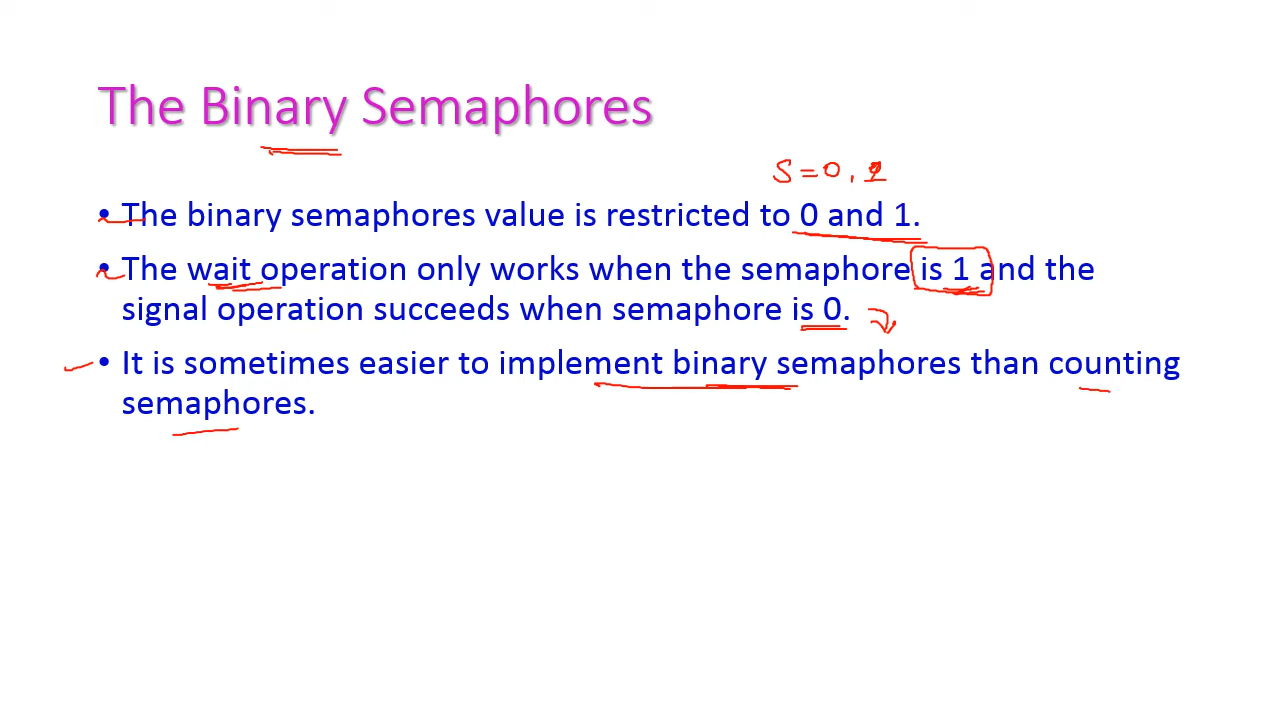 The Binary Semaphores
S = 0, 1
• The binary semaphores value is restricted to 0 and 1.
• The wait operation only works when the semaphore is 1 and the
signal operation succeeds when semaphore is 0.
• It is sometimes easier to implement binary semaphores than counting
semaphores.